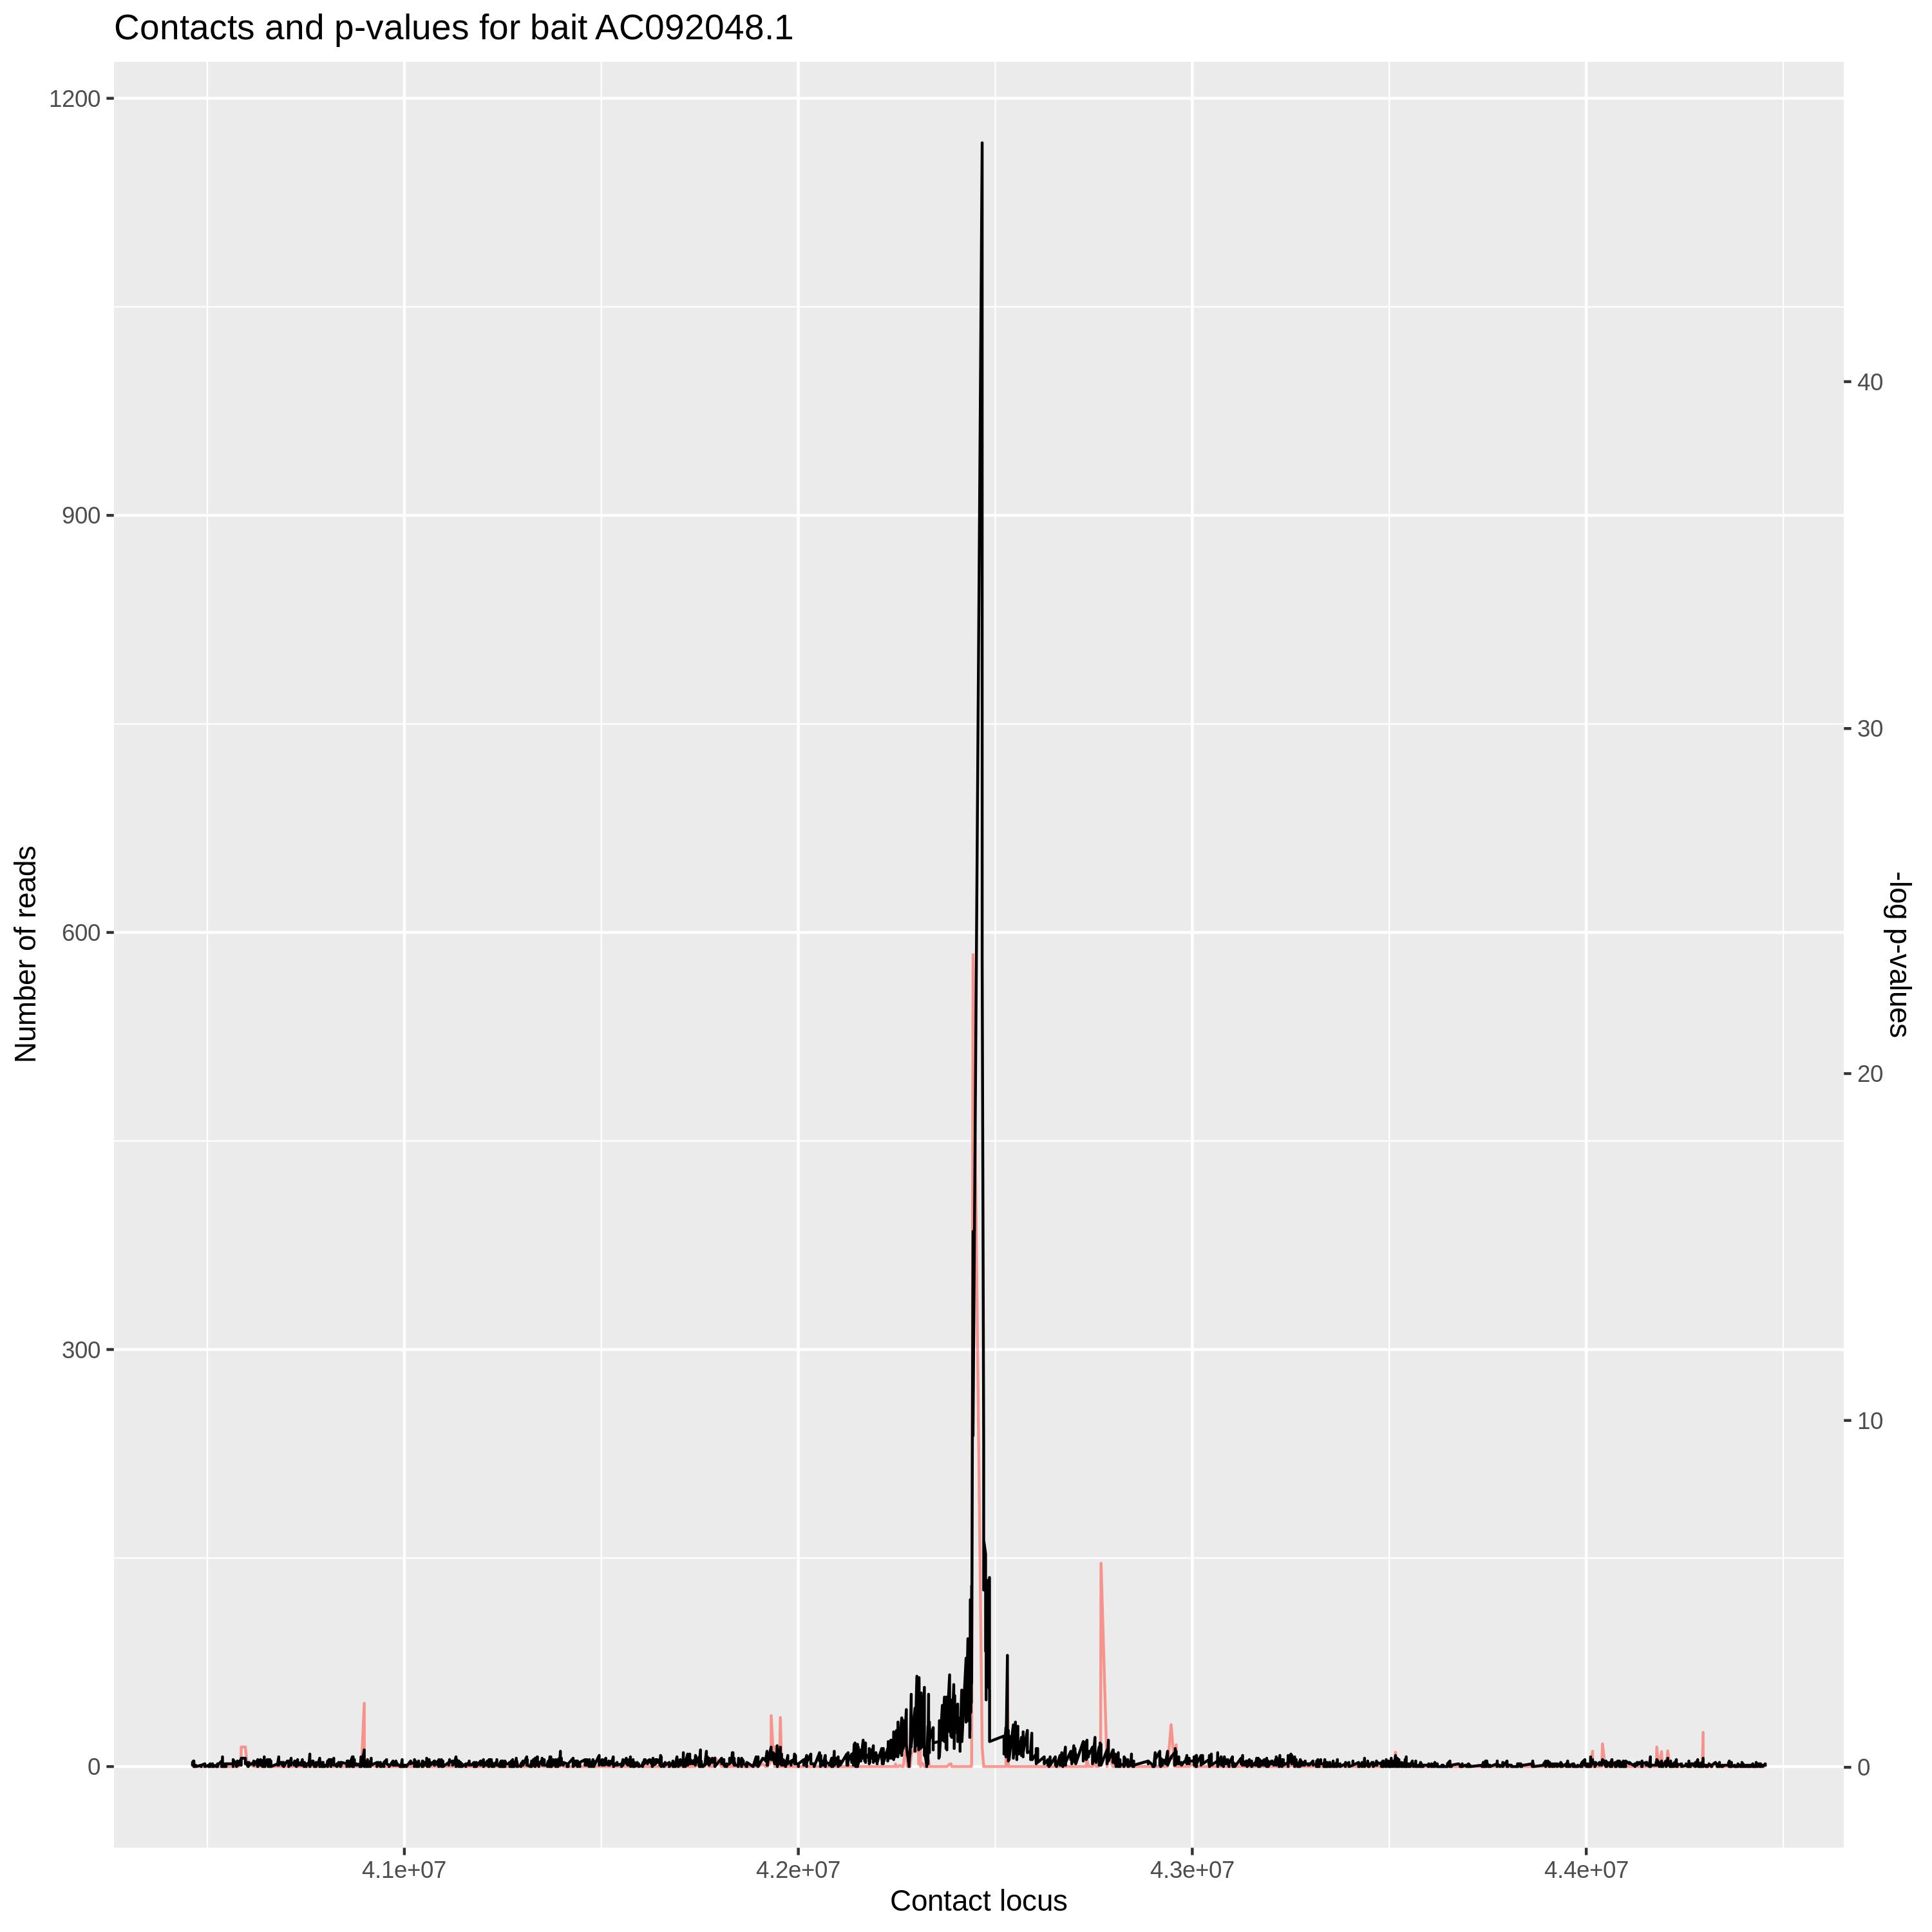 Contacts and p-values for bait AC092048.1
1200
900
600
300
0
Number of reads
40
30
20
10
0
-log p-values
4.1e+07
4.2e+07
4.3e+07
4.4e+07
Contact locus